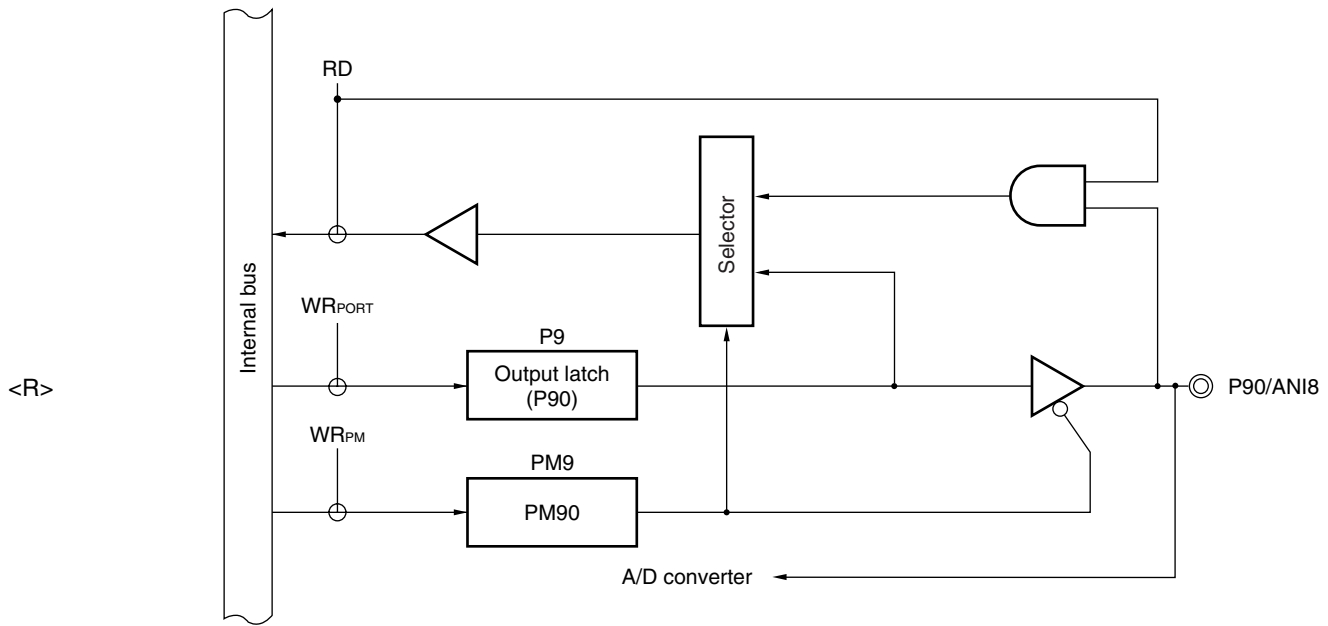 RD
Selector
Internal bus
WRPORT
P9
Output latch
(P90)
<R>
P90/ANI8
WRPM
PM9
PM90
A/D converter